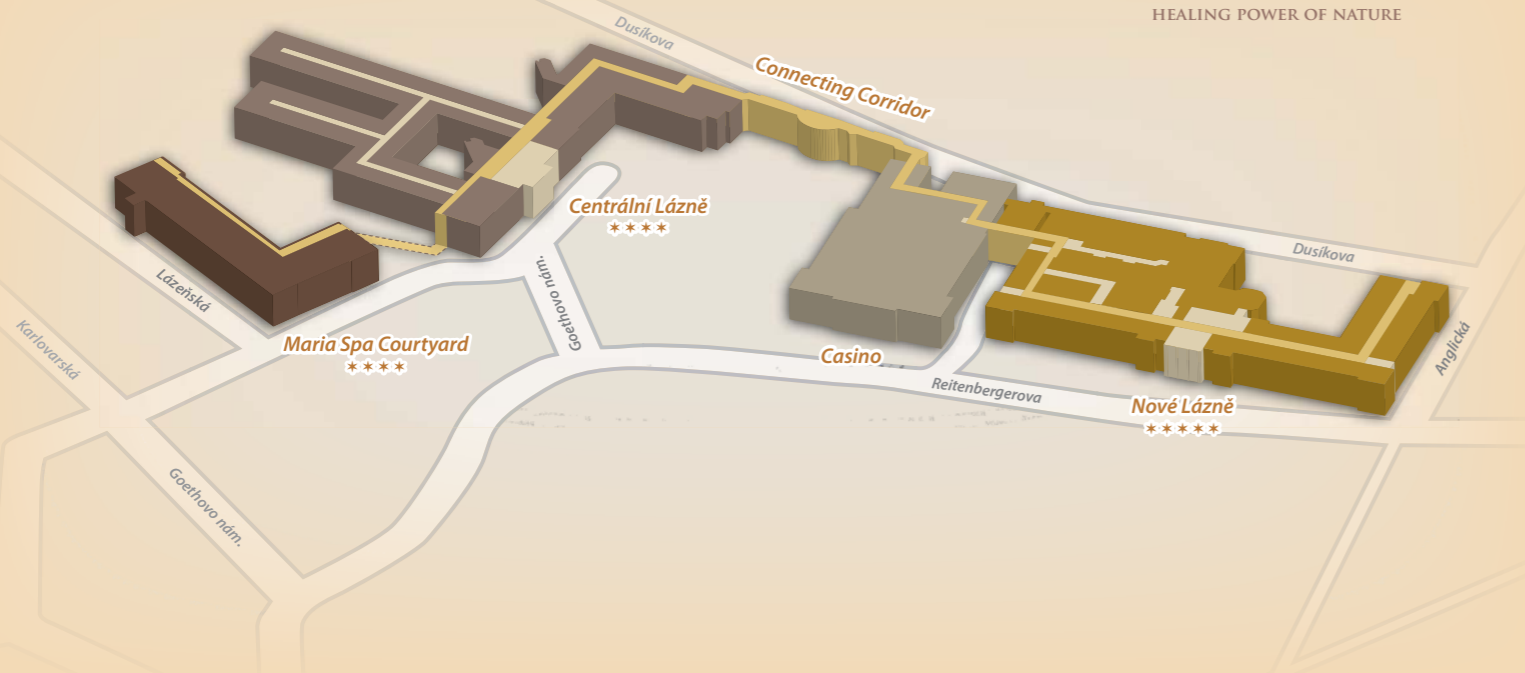 HEALING POWER OF NATURE
Dusíkova
Connecting Corridor
Centrální Lázně
✶✶✶✶
Dusíkova
Lázeňská
Goethovo nám.
Karlovarská
Maria Spa Courtyard
✶✶✶✶
Casino
Anglická
Reitenbergerova
Nové Lázně
✶✶✶✶✶
Goethovo nám.